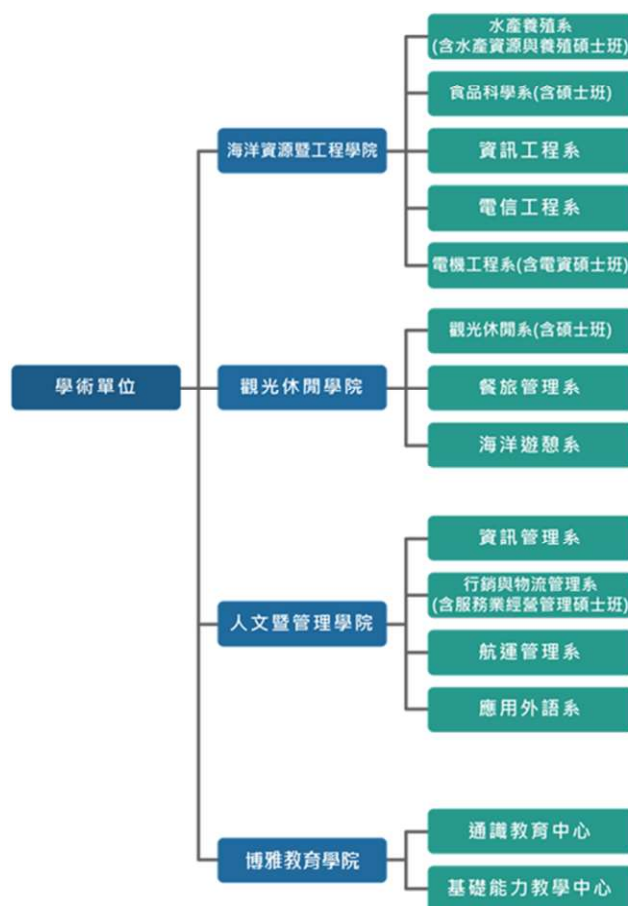 水產養殖系
(含水產資源與養殖碩士班)
食品科學系(含碩士班)
海洋資源暨工程學院
資訊工程系
電信工程系
電機工程系(含電資碩士班)
觀光休閒系(含碩士班)
學術單位
觀光休閒學院
餐旅管理系
海洋遊憩系
資訊管理系
行銷與物流管理系
(含服務業經營管理碩士班)
人文暨管理學院
航運管理系
應用外語系
通識教育中心
博雅教育學院
基礎能力教學中心